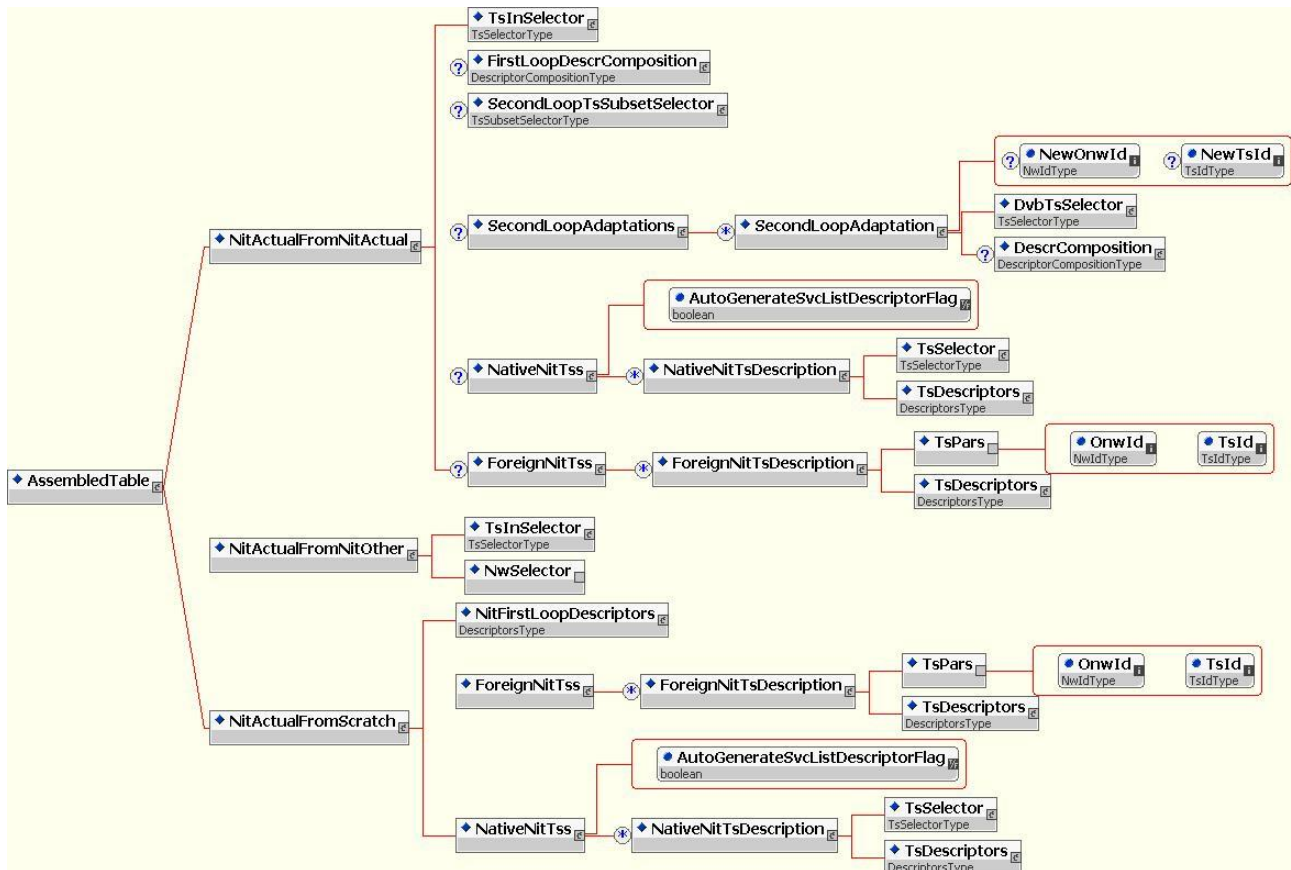 TsInSelector
TsSelectorType
? FirstLoopDescrComposition
DescriptorCompositionType
? SecondLoopTsSubsetSelector
TsSubsetSelectorType
? NewOnwId
NwIdType
? NewTsId
TsIdType
DvbTsSelector
TsSelectorType
? SecondLoopAdaptations
* SecondLoopAdaptation
? DescrComposition
DescriptorCompositionType
NitActualFromNitActual
AutoGenerateSvcListDescriptorFlag
boolean
TsSelector
TsSelectorType
? NativeNitTss
* NativeNitTsDescription
TsDescriptors
DescriptorsType
TsPars
OnwId
NwIdType
TsId
TsIdType
? ForeignNitTss
* ForeignNitTsDescription
TsDescriptors
DescriptorsType
AssembledTable
TsInSelector
TsSelectorType
NitActualFromNitOther
NwSelector
NitFirstLoopDescriptors
DescriptorsType
TsPars
OnwId
NwIdType
TsId
TsIdType
ForeignNitTss
* ForeignNitTsDescription
TsDescriptors
DescriptorsType
NitActualFromScratch
AutoGenerateSvcListDescriptorFlag
boolean
TsSelector
TsSelectorType
NativeNitTss
* NativeNitTsDescription
TsDescriptors
DescriptorsType